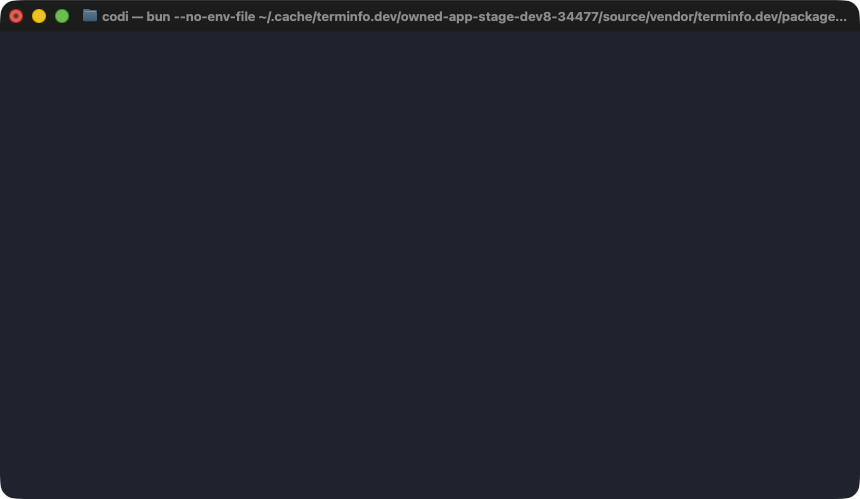 codi — bun --no-env-file ~/.cache/terminfo.dev/owned-app-stage-dev8-34477/source/vendor/terminfo.dev/package...